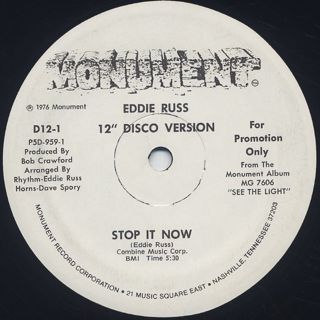 MONUMENT
℗ 1976 Monument
EDDIE RUSS
12" DISCO VERSION
D12-1
P5D-959-1
Produced By
Bob Crawford
Arranged By
Rhythm-Eddie Russ
Horns-Dave Spory
For
Promotion
Only
From The
Monument Album
MG 7606
"SEE THE LIGHT"
STOP IT NOW
(Eddie Russ)
Combine Music Corp.
BMI Time 5:30
MONUMENT RECORD CORPORATION • 21 MUSIC SQUARE EAST • NASHVILLE, TENNESSEE 37203